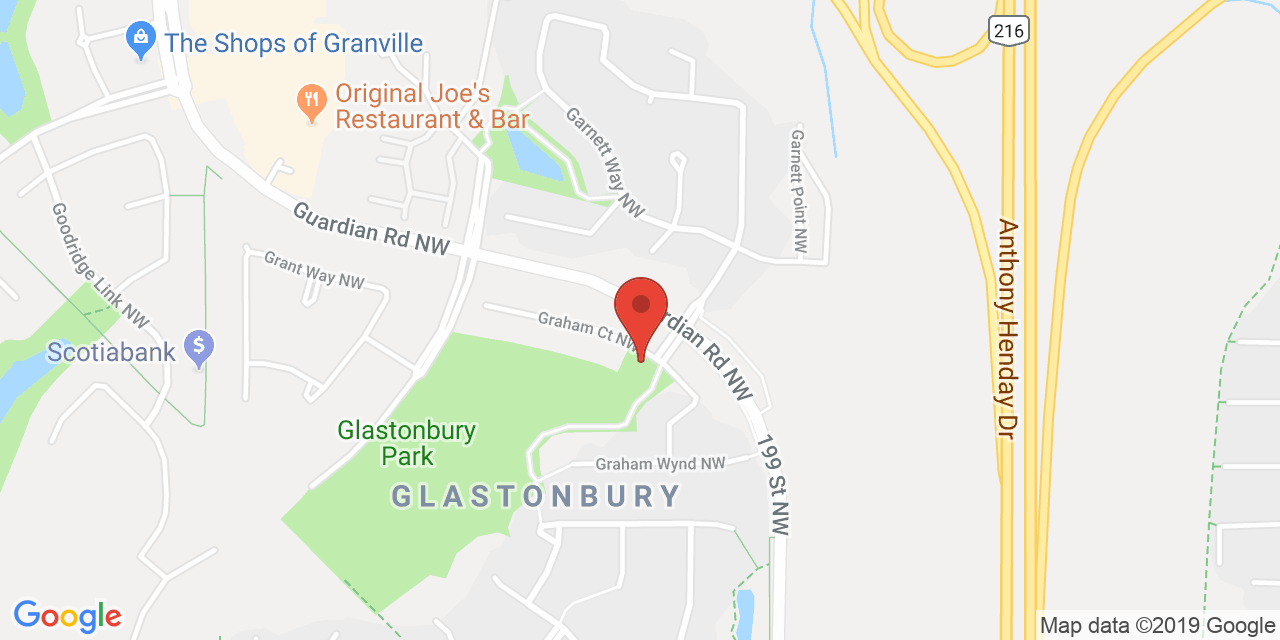 216
The Shops of Granville
Original Joe's
Restaurant & Bar
Garnett Way NW
Garnett Point NW
Goodridge Link NW
Guardian Rd NW
Grant Way NW
Anthony Henday Dr
Graham Ct NW
rdian Rd NW
Scotiabank
$
Glastonbury
Park
199 St NW
Graham Wynd NW
GLASTONBURY
Google
Map data ©2019 Google